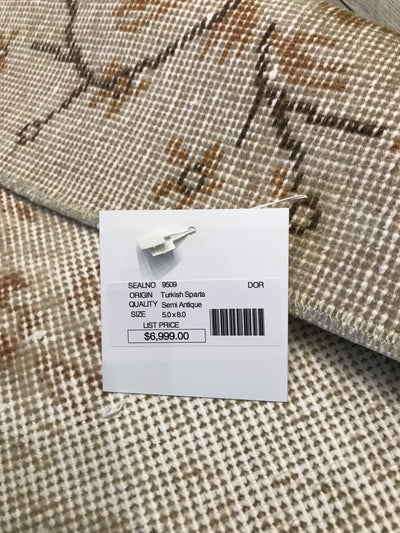 SEALNO 9509 DOR
ORIGIN Turkish Sparta
QUALITY Semi Antique
SIZE 5.0 x 8.0
LIST PRICE
$6,999.00